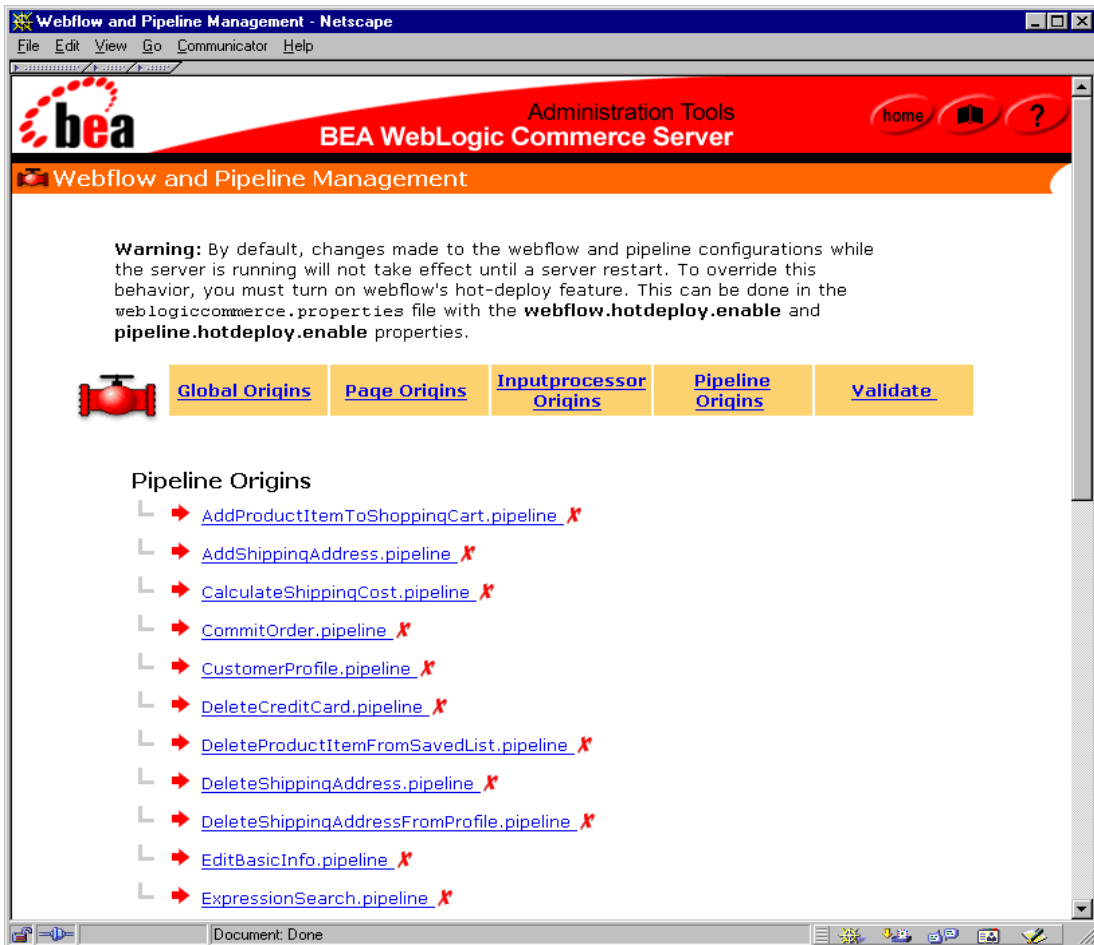 Webflow and Pipeline Management - Netscape
File Edit View Go Communicator Help
bea
Administration Tools
BEA WebLogic Commerce Server
home ?
Webflow and Pipeline Management
Warning: By default, changes made to the webflow and pipeline configurations while
the server is running will not take effect until a server restart. To override this
behavior, you must turn on webflow's hot-deploy feature. This can be done in the
weblogiccommerce.properties file with the webflow.hotdeploy.enable and
pipeline.hotdeploy.enable properties.
Global Origins
Page Origins
Inputprocessor
Origins
Pipeline
Origins
Validate
Pipeline Origins
AddProductItemToShoppingCart.pipeline
AddShippingAddress.pipeline
CalculateShippingCost.pipeline
CommitOrder.pipeline
CustomerProfile.pipeline
DeleteCreditCard.pipeline
DeleteProductItemFromSavedList.pipeline
DeleteShippingAddress.pipeline
DeleteShippingAddressFromProfile.pipeline
EditBasicInfo.pipeline
ExpressionSearch.pipeline
Document: Done